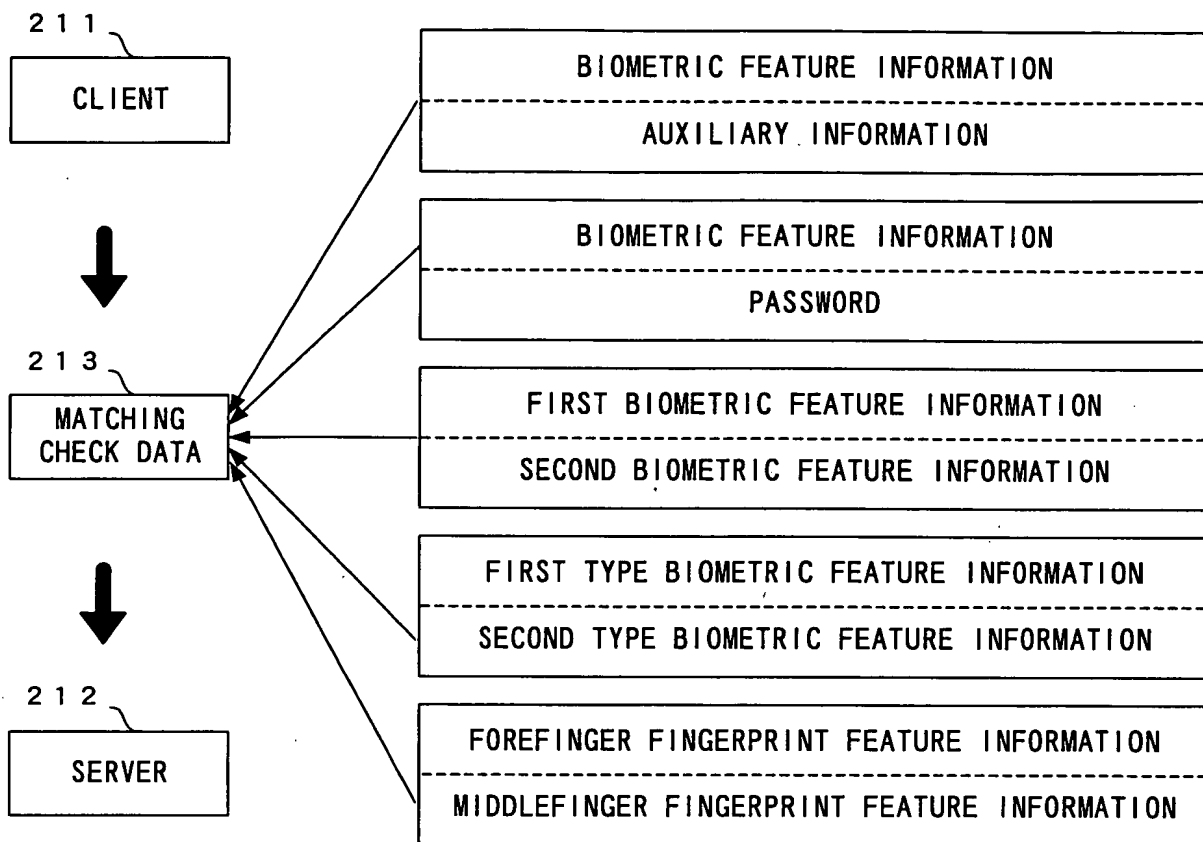 211
CLIENT
213
MATCHING
CHECK DATA
212
SERVER
BIOMETRIC FEATURE INFORMATION
AUXILIARY INFORMATION
BIOMETRIC FEATURE INFORMATION
PASSWORD
FIRST BIOMETRIC FEATURE INFORMATION
SECOND BIOMETRIC FEATURE INFORMATION
FIRST TYPE BIOMETRIC FEATURE INFORMATION
SECOND TYPE BIOMETRIC FEATURE INFORMATION
FOREFINGER FINGERPRINT FEATURE INFORMATION
MIDDLEFINGER FINGERPRINT FEATURE INFORMATION